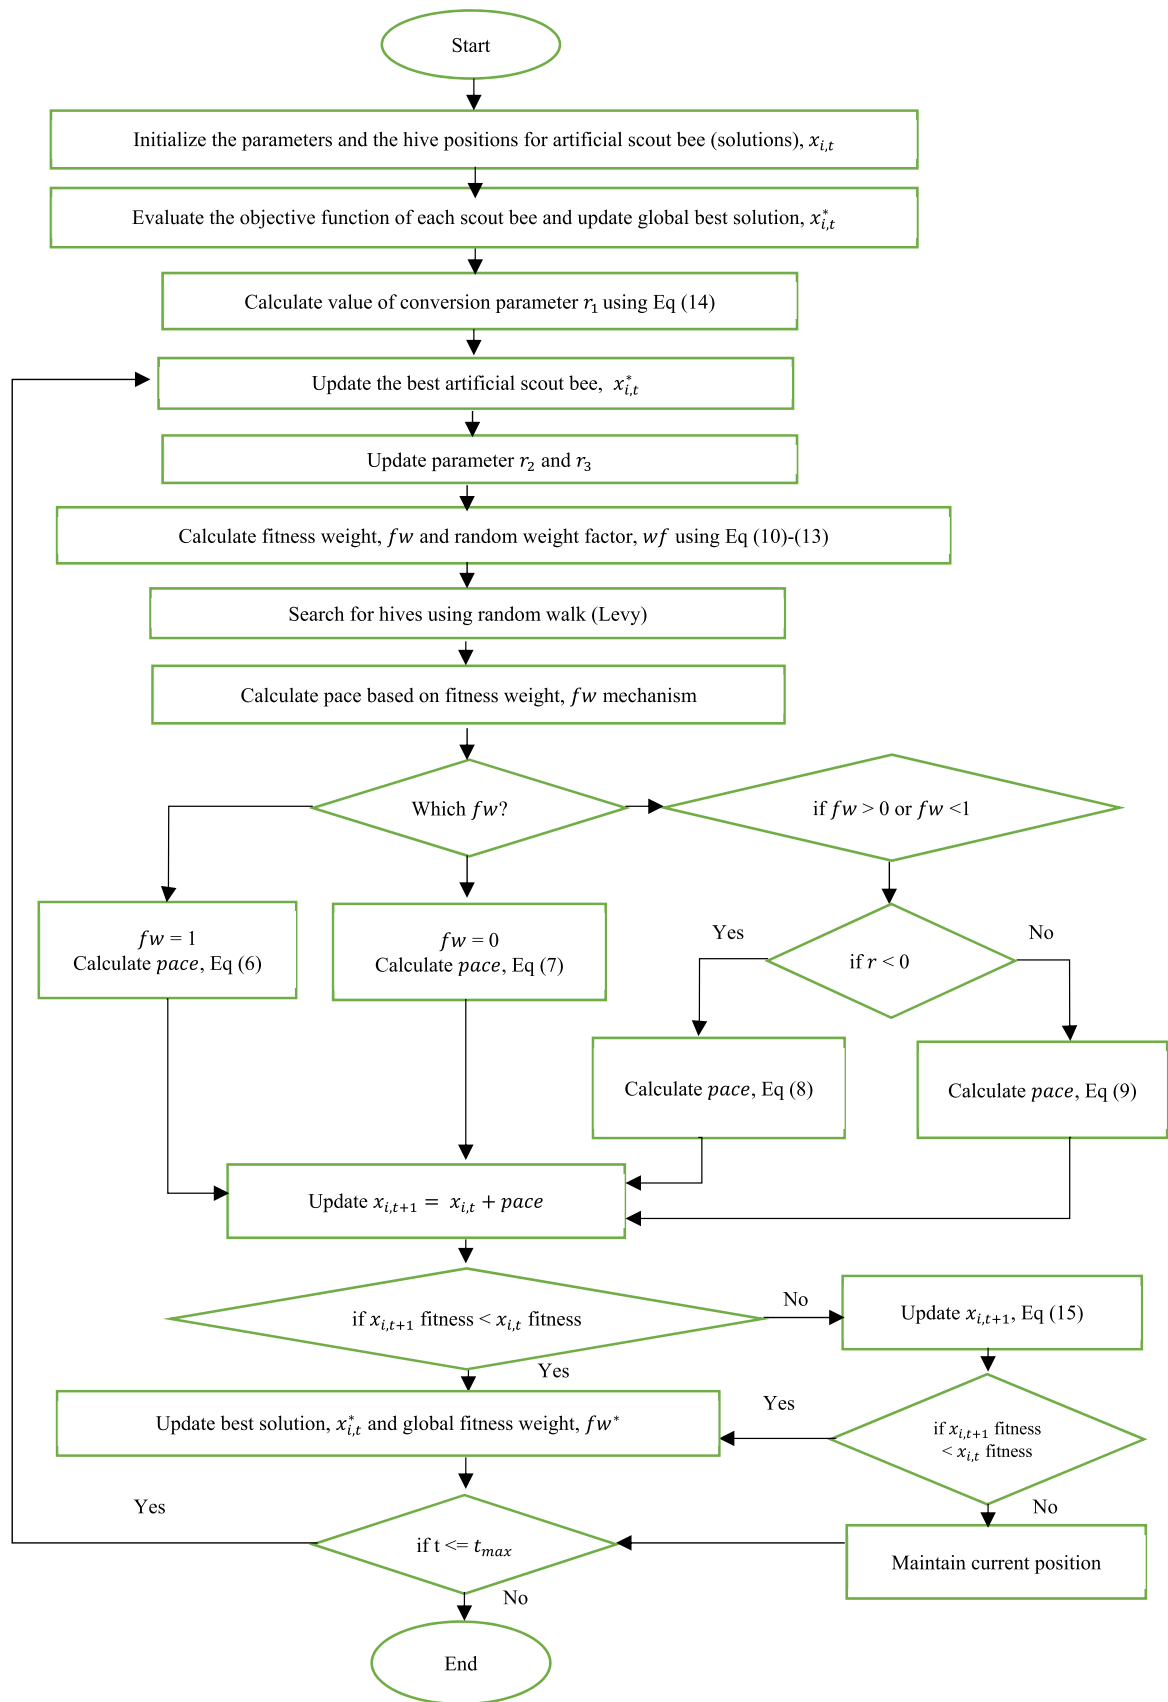 Start
Initialize the parameters and the hive positions for artificial scout bee (solutions), x_{i,t}
Evaluate the objective function of each scout bee and update global best solution, x^*_{i,t}
Calculate value of conversion parameter r_1 using Eq (14)
Update the best artificial scout bee, x^*_{i,t}
Update parameter r_2 and r_3
Calculate fitness weight, fw and random weight factor, wf using Eq (10)-(13)
Search for hives using random walk (Levy)
Calculate pace based on fitness weight, fw mechanism
Which fw?
if fw > 0 or fw <1
fw = 1
Calculate pace, Eq (6)
fw = 0
Calculate pace, Eq (7)
Yes
if r < 0
No
Calculate pace, Eq (8)
Calculate pace, Eq (9)
Update x_{i,t+1} = x_{i,t} + pace
if x_{i,t+1} fitness < x_{i,t} fitness
No
Update x_{i,t+1}, Eq (15)
Yes
Update best solution, x^*_{i,t} and global fitness weight, fw^*
Yes
if x_{i,t+1} fitness
< x_{i,t} fitness
No
Maintain current position
Yes
if t <= t_{max}
No
End